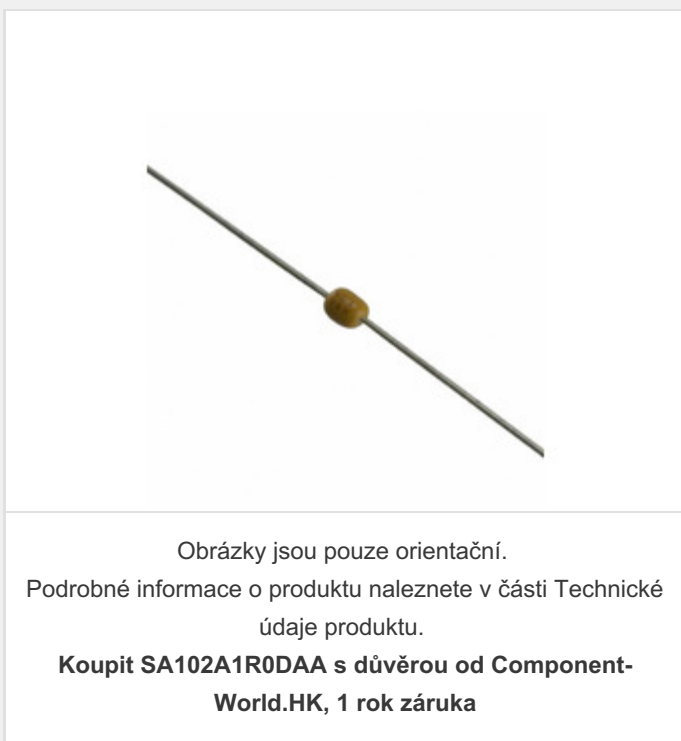 Obrázky jsou pouze orientační.
Podrobné informace o produktu naleznete v části Technické
údaje produktu.
Koupit SA102A1R0DAA s důvěrou od Component-
World.HK, 1 rok záruka